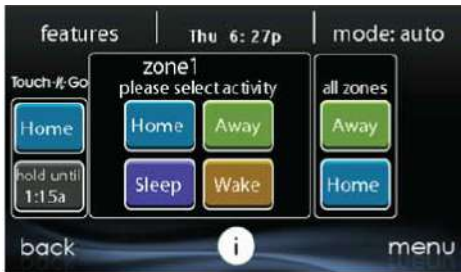 features
Thu 6:27p
mode: auto
Touch-N-Go
zone1
please select activity
all zones
Home
Home
Away
Away
hold until
1:15a
Sleep
Wake
Home
back
i
menu